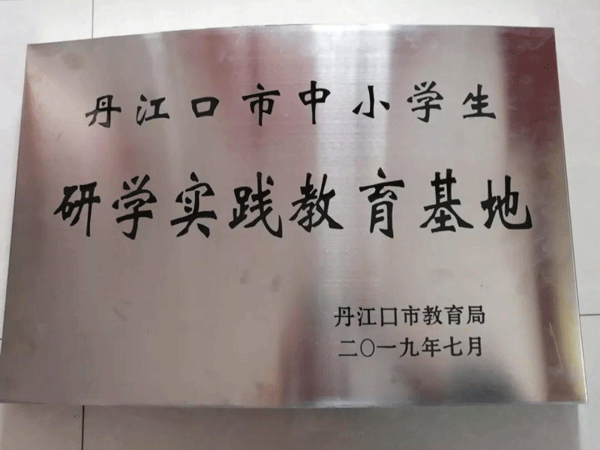 丹江口市中小学生
研学实践教育基地
丹江口市教育局
二〇一九年七月